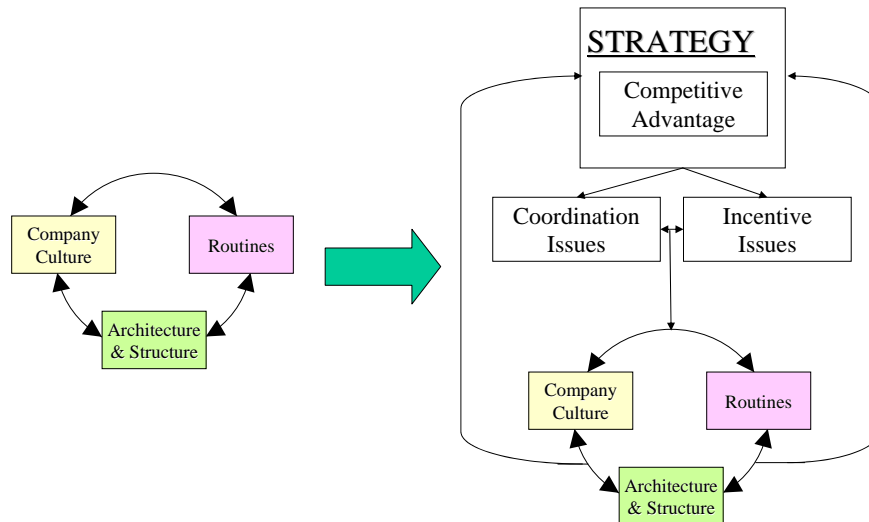 Company
Culture
Routines
Architecture
& Structure
STRATEGY
Competitive
Advantage
Coordination
Issues
Incentive
Issues
Company
Culture
Routines
Architecture
& Structure